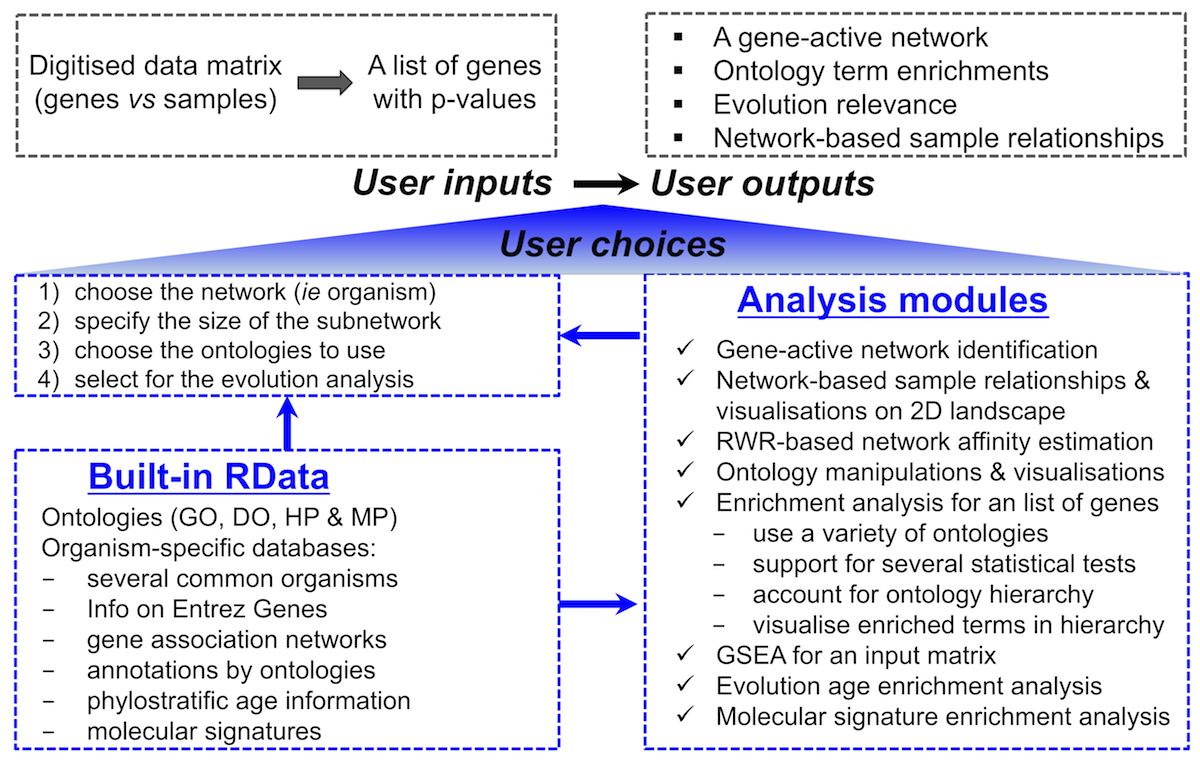 Digitised data matrix
(genes vs samples)
A list of genes
with p-values
▪ A gene-active network
▪ Ontology term enrichments
▪ Evolution relevance
▪ Network-based sample relationships
User inputs
User outputs
User choices
1) choose the network (ie organism)
2) specify the size of the subnetwork
3) choose the ontologies to use
4) select for the evolution analysis
Built-in RData
Ontologies (GO, DO, HP & MP)
Organism-specific databases:
– several common organisms
– Info on Entrez Genes
– gene association networks
– annotations by ontologies
– phylostratific age information
– molecular signatures
Analysis modules
✓ Gene-active network identification
✓ Network-based sample relationships &
visualisations on 2D landscape
✓ RWR-based network affinity estimation
✓ Ontology manipulations & visualisations
✓ Enrichment analysis for an list of genes
– use a variety of ontologies
– support for several statistical tests
– account for ontology hierarchy
– visualise enriched terms in hierarchy
✓ GSEA for an input matrix
✓ Evolution age enrichment analysis
✓ Molecular signature enrichment analysis